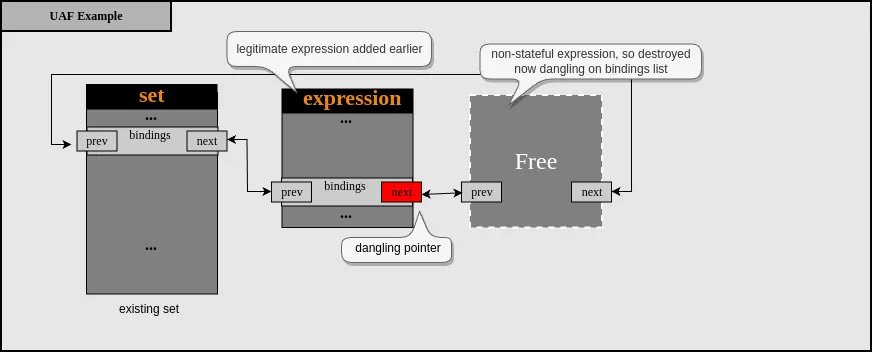 UAF Example
legitimate expression added earlier
non-stateful expression, so destroyed
now dangling on bindings list
set
...
bindings
prev
next
...
existing set
expression
...
bindings
prev
next
...
dangling pointer
Free
prev
next